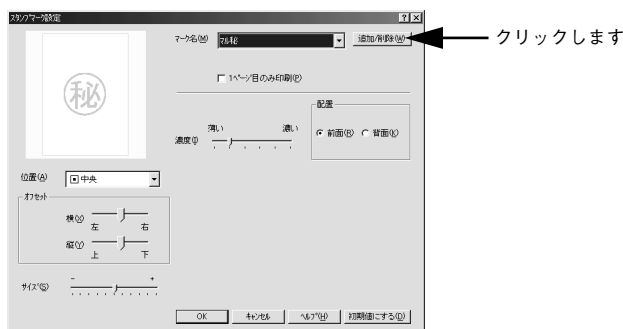 スタンプマーク設定
マーク名(M) マル秘 追加/削除(W) クリックします
秘
1ページ目のみ印刷(P)
配置
薄い 濃い
濃度(I)
前面(R) 背面(K)
位置(A) 中央
オフセット
横(X)
左 右
縦(Y)
上 下
- +
サイズ(S)
OK キャンセル ヘルプ(H) 初期値にする(D)